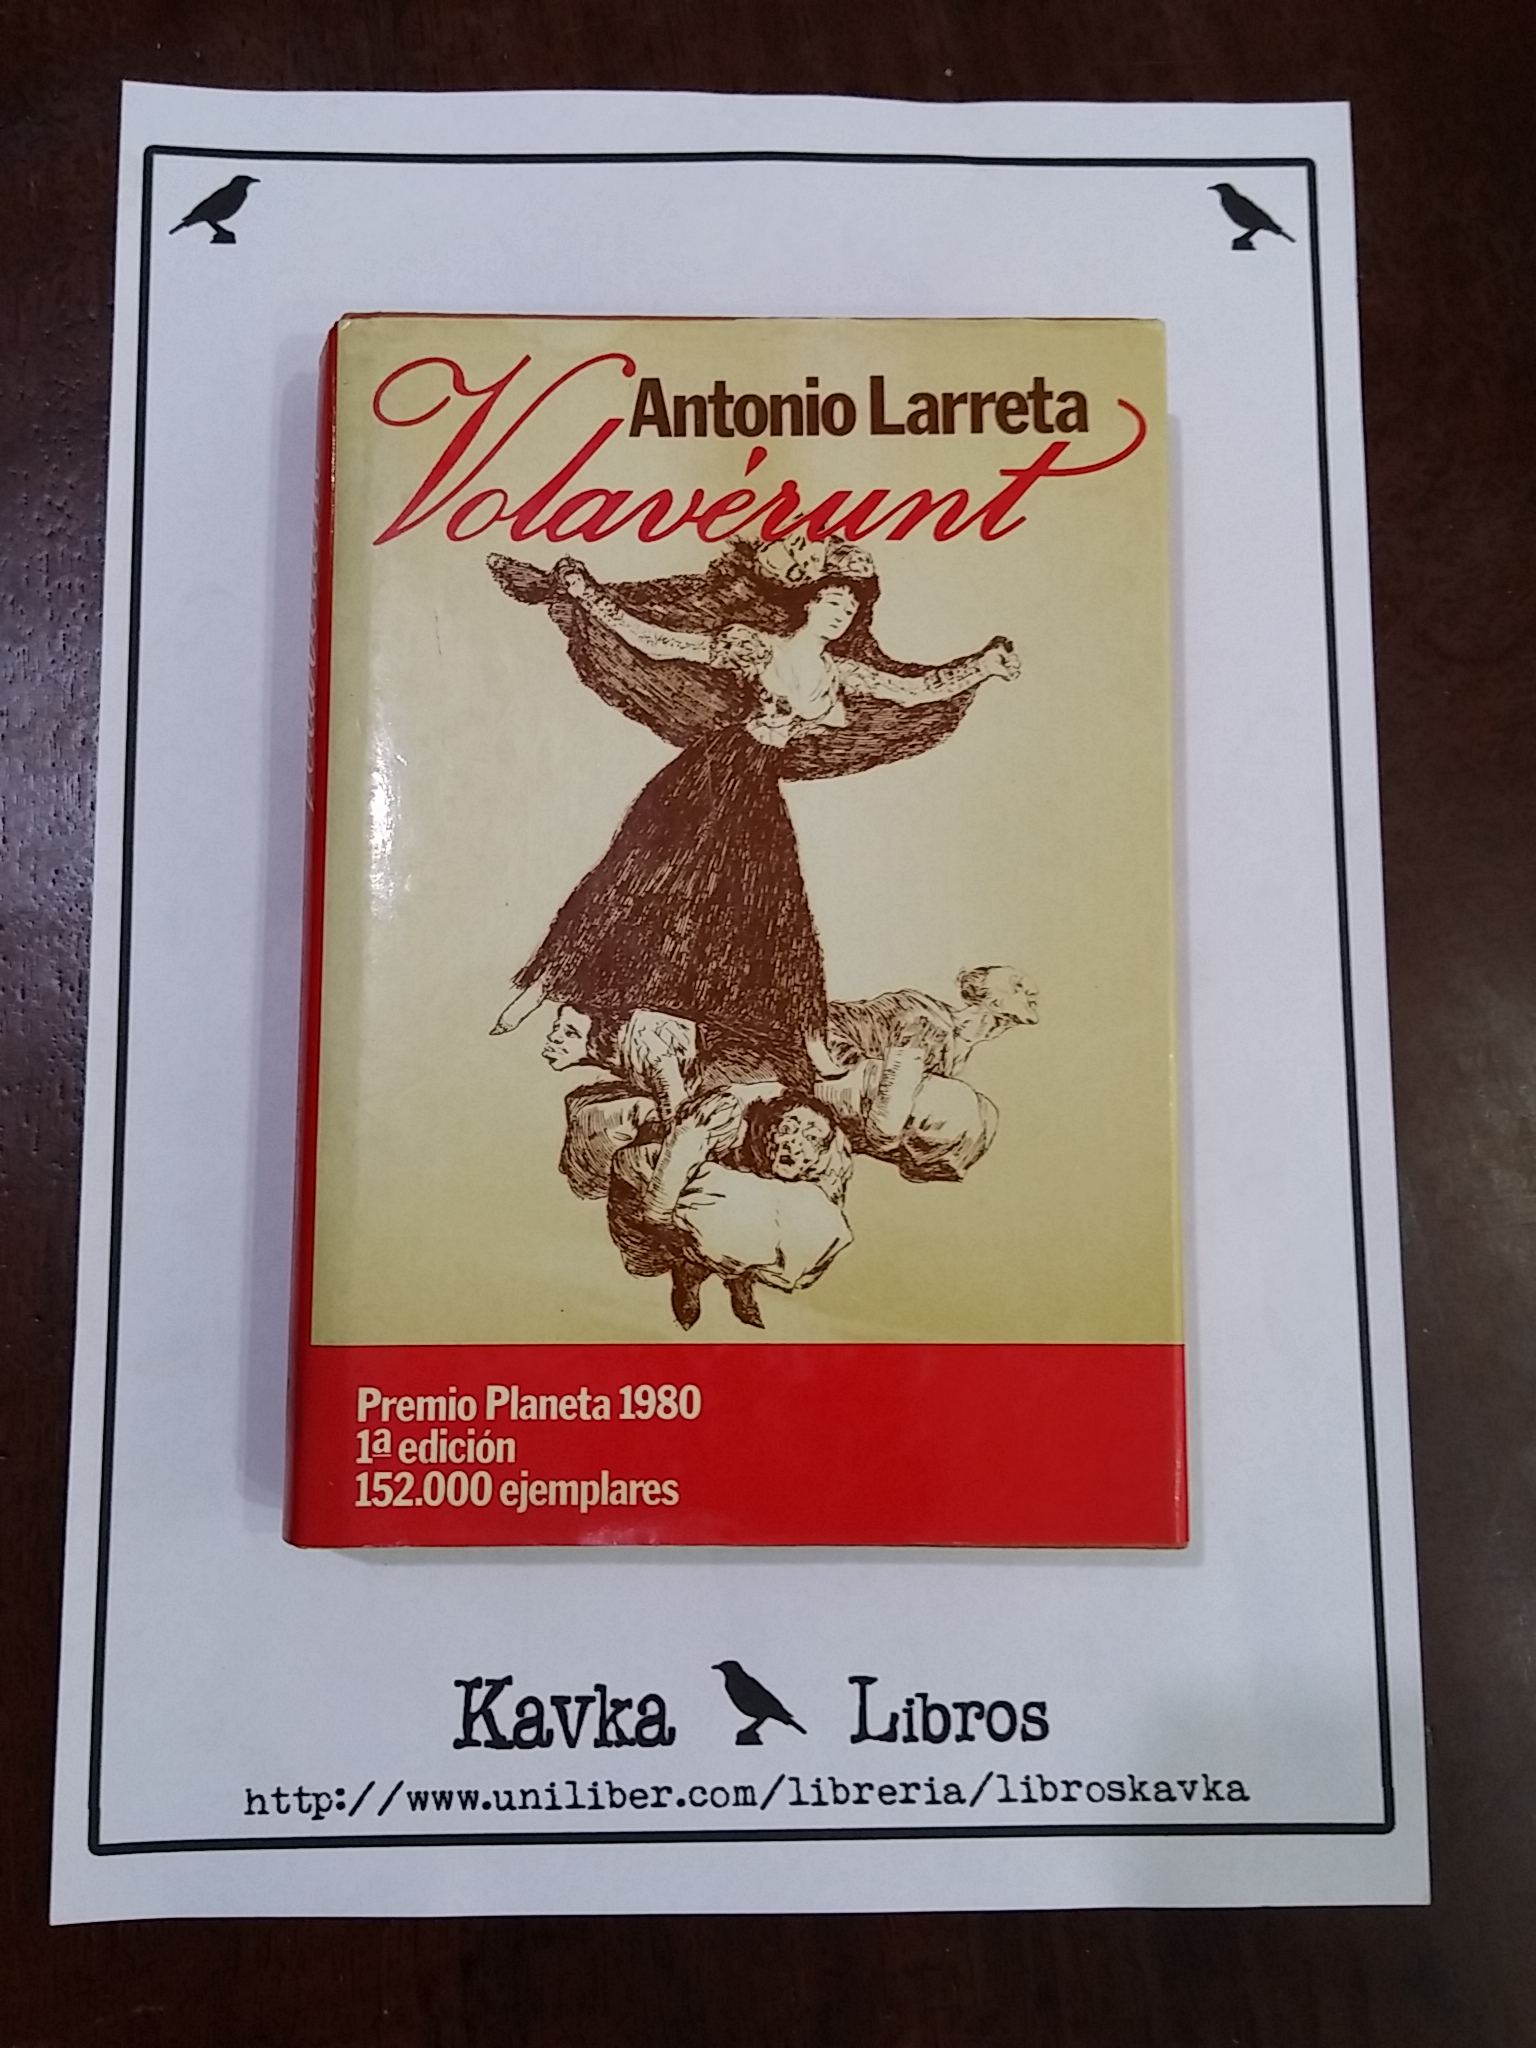 Antonio Larreta
Volavérunt
Premio Planeta 1980
1ª edición
152.000 ejemplares
Kavka Libros
http://www.uniliber.com/libreria/libroskavka